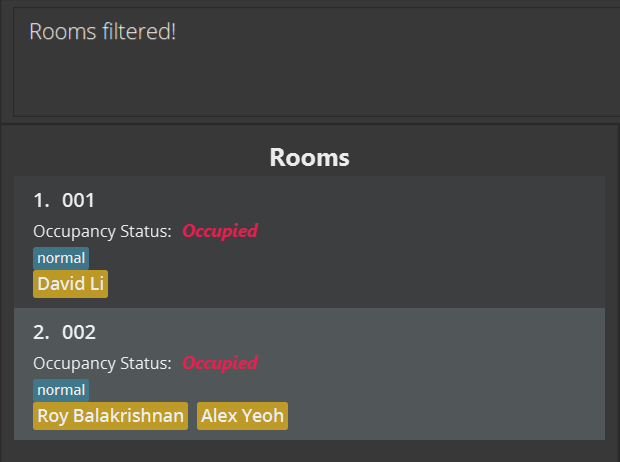 Rooms filtered!
Rooms
1. 001
Occupancy Status: Occupied
normal
David Li
2. 002
Occupancy Status: Occupied
normal
Roy Balakrishnan Alex Yeoh